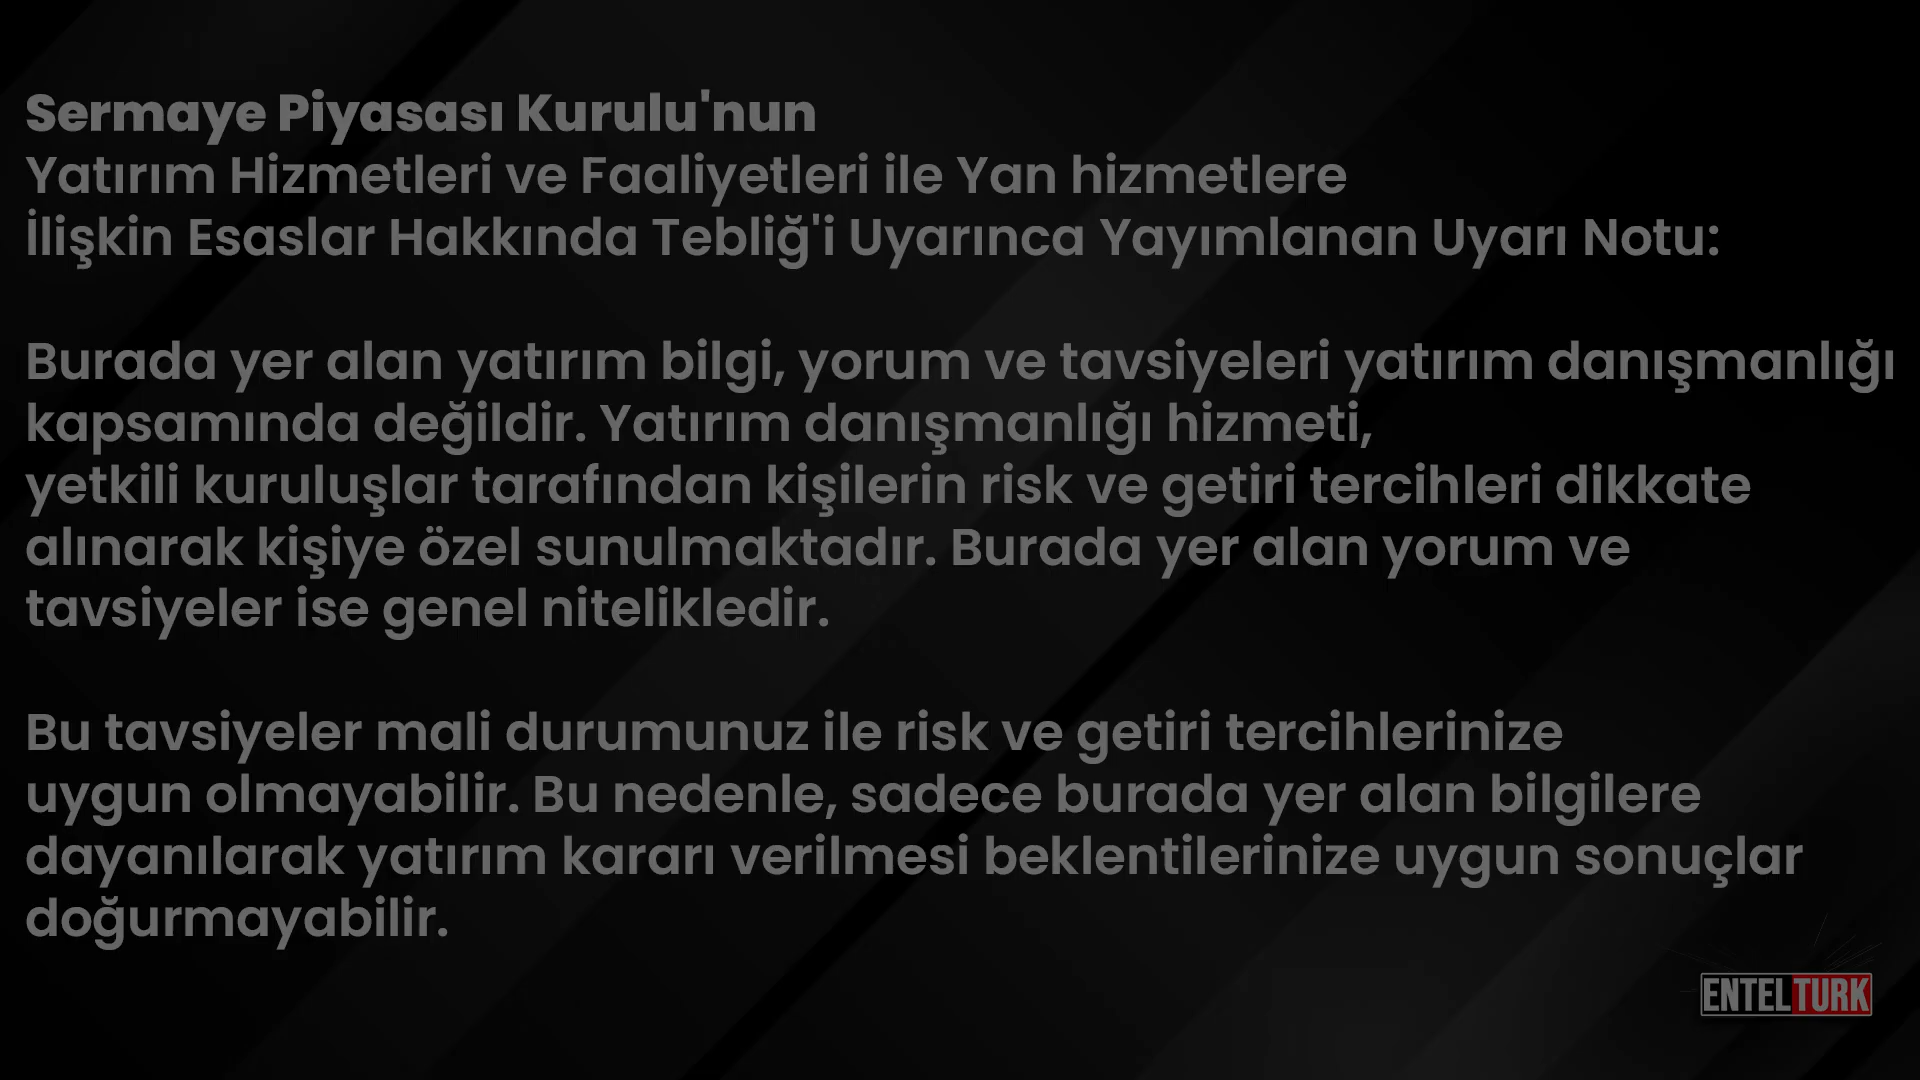 Sermaye Piyasası Kurulu'nun
Yatırım Hizmetleri ve Faaliyetleri ile Yan hizmetlere
İlişkin Esaslar Hakkında Tebliğ'i Uyarınca Yayımlanan Uyarı Notu:
Burada yer alan yatırım bilgi, yorum ve tavsiyeleri yatırım danışmanlığı
kapsamında değildir. Yatırım danışmanlığı hizmeti,
yetkili kuruluşlar tarafından kişilerin risk ve getiri tercihleri dikkate
alınarak kişiye özel sunulmaktadır. Burada yer alan yorum ve
tavsiyeler ise genel nitelikledir.
Bu tavsiyeler mali durumunuz ile risk ve getiri tercihlerinize
uygun olmayabilir. Bu nedenle, sadece burada yer alan bilgilere
dayanılarak yatırım kararı verilmesi beklentilerinize uygun sonuçlar
doğurmayabilir.
ENTELTURK